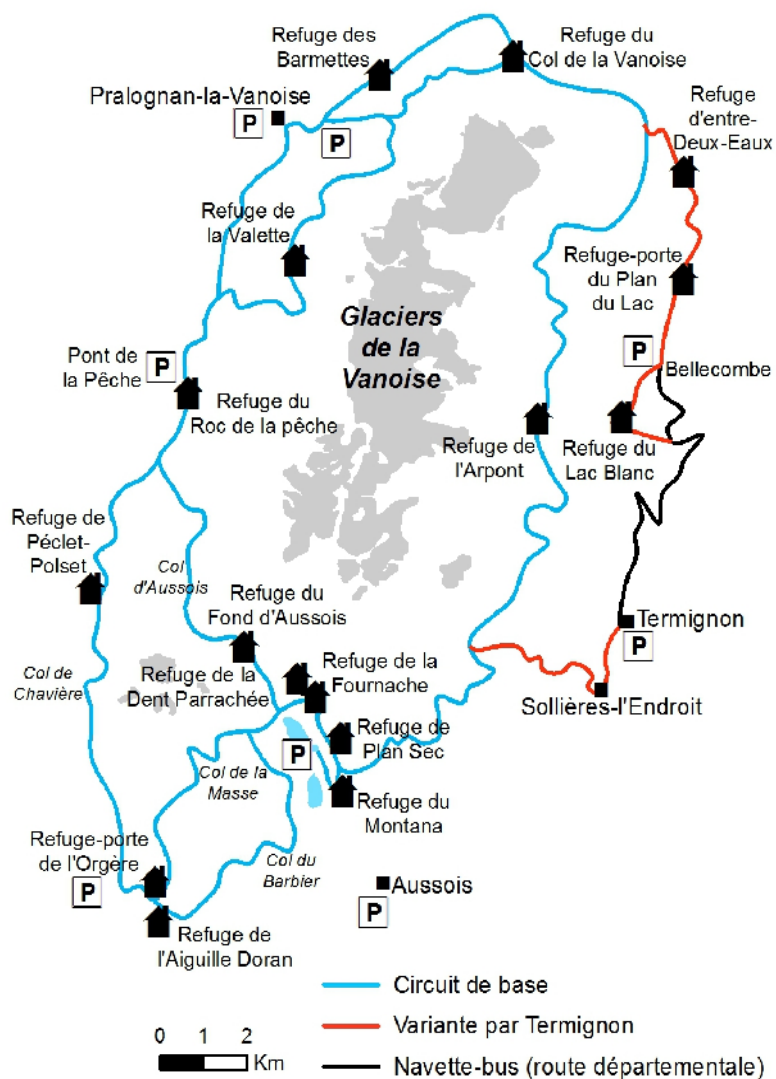 Refuge des
Barmettes
Refuge du
Col de la Vanoise
Pralognan-la-Vanoise
P
P
Refuge
d'entre-
Deux-Eaux
Refuge de
la Valette
Refuge-porte
du Plan
du Lac
Glaciers
de la
Vanoise
Pont de
la Pêche
P
P
Bellecombe
Refuge du
Roc de la pêche
Refuge de
l'Arpont
Refuge du
Lac Blanc
Refuge de
Péclet-
Polset
Col
d'Aussois
Refuge du
Fond d'Aussois
Termignon
P
Col de
Chavière
Refuge de la
Dent Parrachée
Refuge de la
Fournache
Sollières-l'Endroit
P
Refuge de
Plan Sec
Col de la
Masse
Refuge du
Montana
Refuge-porte
de l'Orgère
P
Col du
Barbier
Aussois
P
Refuge de
l'Aiguille Doran
Circuit de base
Variante par Termignon
Navette-bus (route départementale)
0 1 2
Km